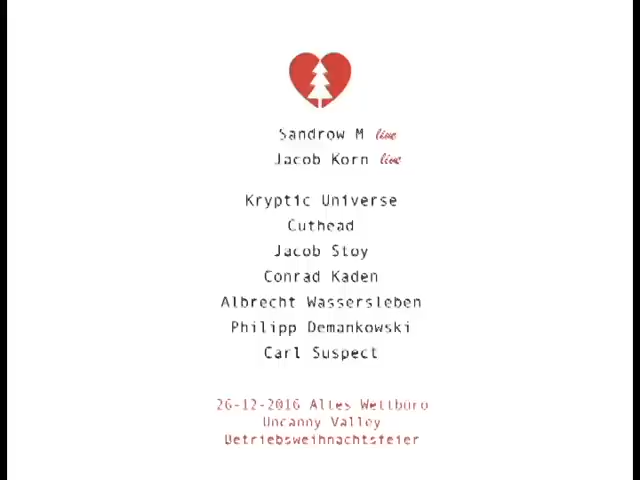 Sandrow M live
Jacob Korn live
Kryptic Universe
Cuthead
Jacob Stoy
Conrad Kaden
Albrecht Wassersleben
Philipp Demankowski
Carl Suspect
26-12-2016 Altes Wettbüro
Uncanny Valley
Betriebsweihnachtsfeier